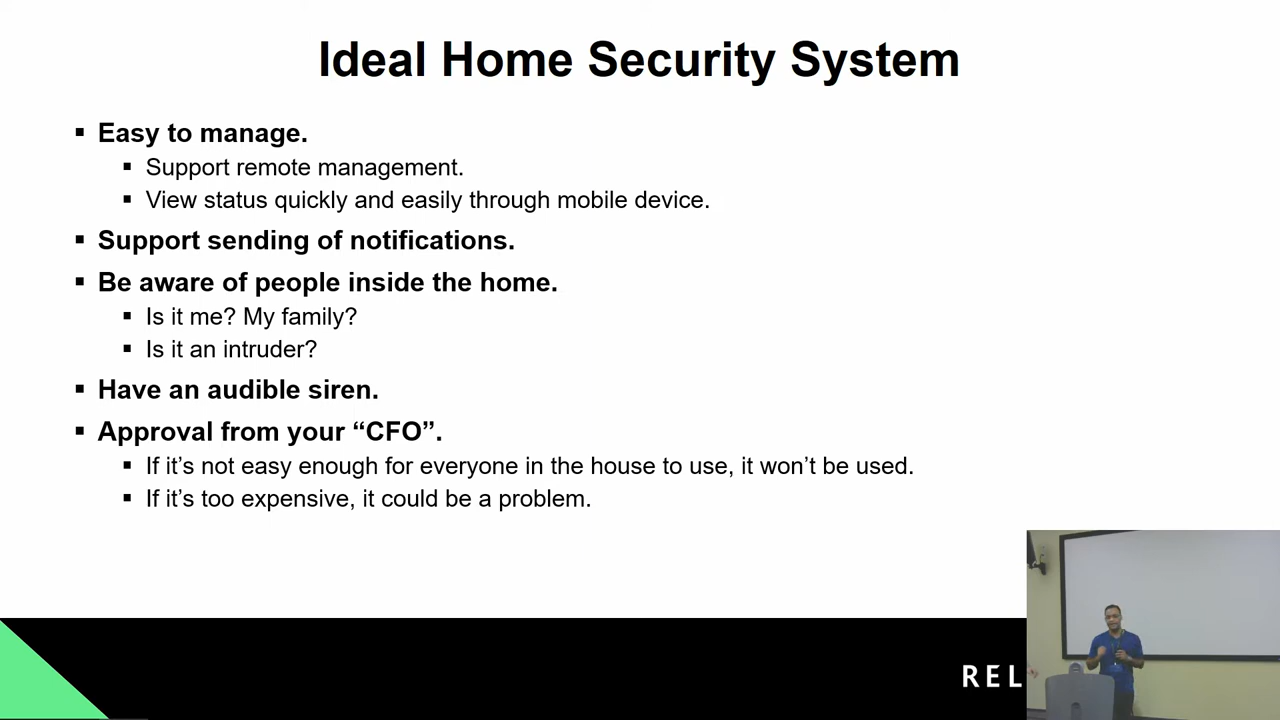 Ideal Home Security System
▪ Easy to manage.
▪ Support remote management.
▪ View status quickly and easily through mobile device.
▪ Support sending of notifications.
▪ Be aware of people inside the home.
▪ Is it me? My family?
▪ Is it an intruder?
▪ Have an audible siren.
▪ Approval from your “CFO”.
▪ If it’s not easy enough for everyone in the house to use, it won’t be used.
▪ If it’s too expensive, it could be a problem.
REL